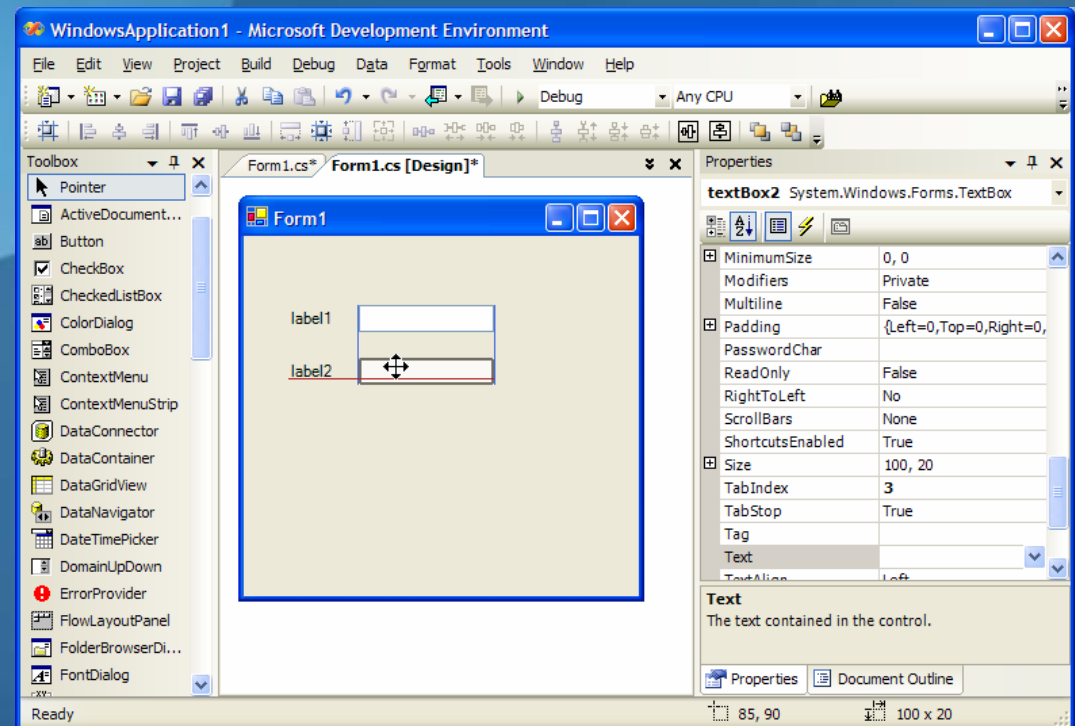 WindowsApplication1 - Microsoft Development Environment
File Edit View Project Build Debug Data Format Tools Window Help
Debug Any CPU
Toolbox
Pointer
ActiveDocument...
Button
CheckBox
CheckedListBox
ColorDialog
ComboBox
ContextMenu
ContextMenuStrip
DataConnector
DataContainer
DataGridView
DataNavigator
DateTimePicker
DomainUpDown
ErrorProvider
FlowLayoutPanel
FolderBrowserDi...
FontDialog
Form1.cs* Form1.cs [Design]*
Form1
label1
label2
Properties
textBox2 System.Windows.Forms.TextBox
MinimumSize 0, 0
Modifiers Private
Multiline False
Padding {Left=0,Top=0,Right=0,
PasswordChar
ReadOnly False
RightToLeft No
ScrollBars None
ShortcutsEnabled True
Size 100, 20
TabIndex 3
TabStop True
Tag
Text
TextAlign Left
Text
The text contained in the control.
Properties Document Outline
Ready 85, 90 100 x 20